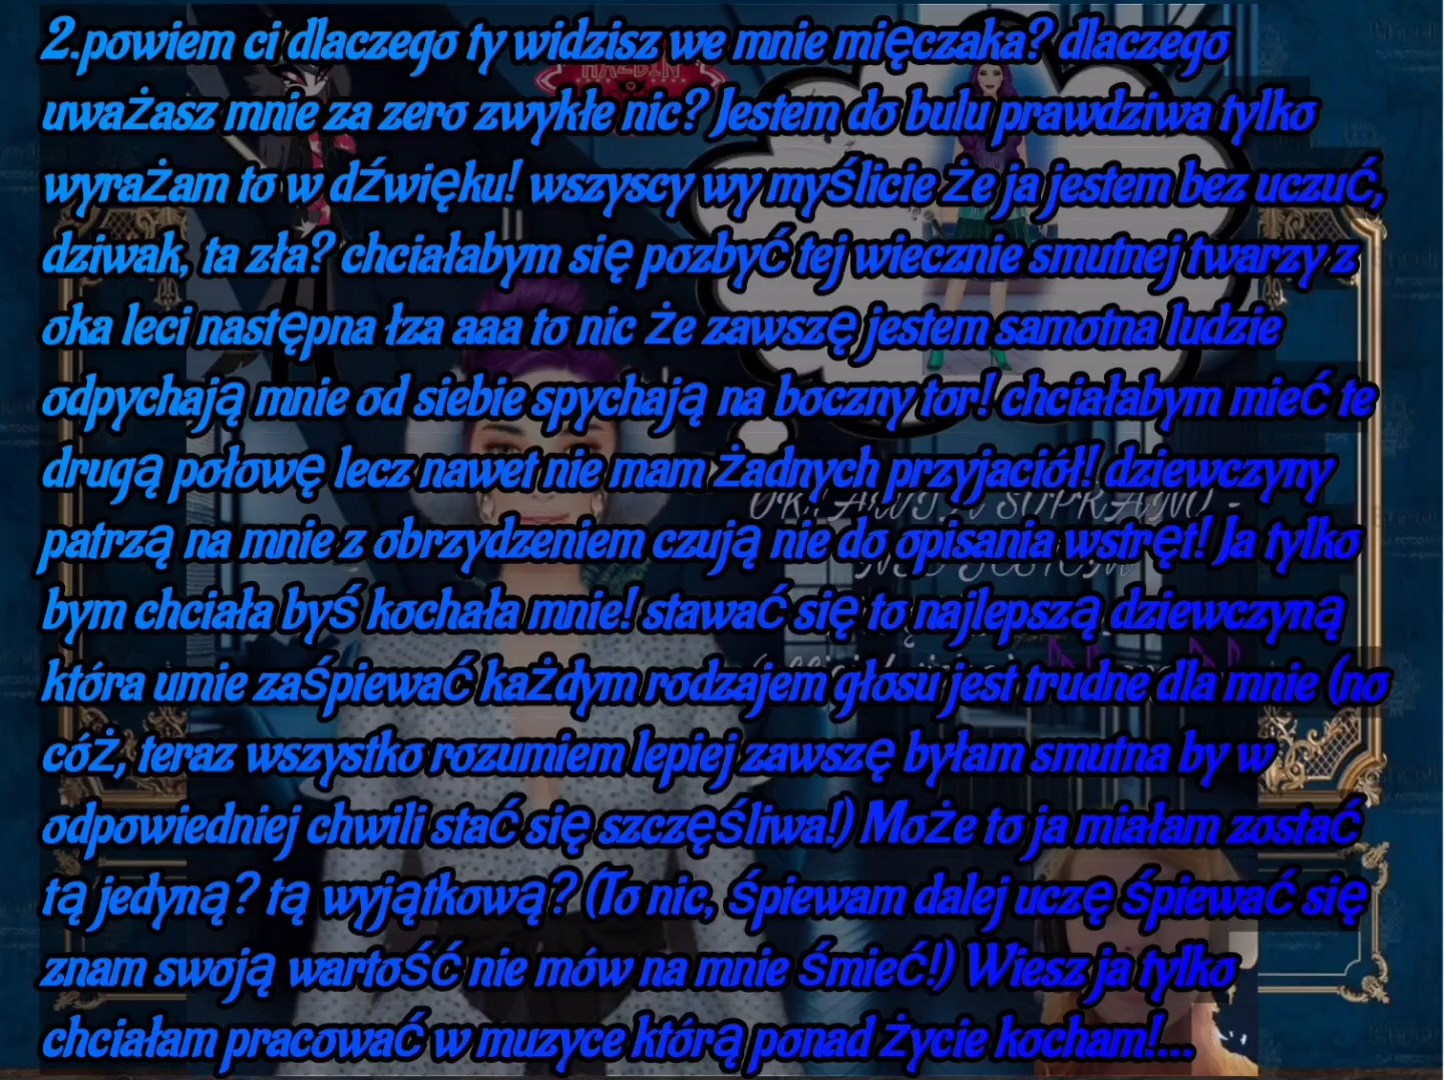 2.powiem ci dlaczego ty widzisz we mnie mięczaka? dlaczego
uważasz mnie za zero zwykłe nic? Jestem do bulu prawdziwa tylko
wyrażam to w dźwięku! wszyscy wy myślicie że ja jestem bez uczuć,
dziwak, ta zła? chciałabym się pozbyć tej wiecznie smutnej twarzy z
oka leci następna łza aaa to nic że zawszę jestem samotna ludzie
odpychają mnie od siebie spychają na boczny tor! chciałabym mieć te
drugą połowę lecz nawet nie mam żadnych przyjaciół! dziewczyny
patrzą na mnie z obrzydzeniem czują nie do opisania wstręt! Ja tylko
bym chciała byś kochała mnie! stawać się to najlepszą dziewczyną
która umie zaśpiewać każdym rodzajem głosu jest trudne dla mnie (no
cóż, teraz wszystko rozumiem lepiej zawszę byłam smutna by w
odpowiedniej chwili stać się szczęśliwa!) Może to ja miałam zostać
tą jedyną? tą wyjątkową? (To nic, śpiewam dalej uczę śpiewać się
znam swoją wartość nie mów na mnie śmieć!) Wiesz ja tylko
chciałam pracować w muzyce którą ponad życie kocham!...
HAZBIN